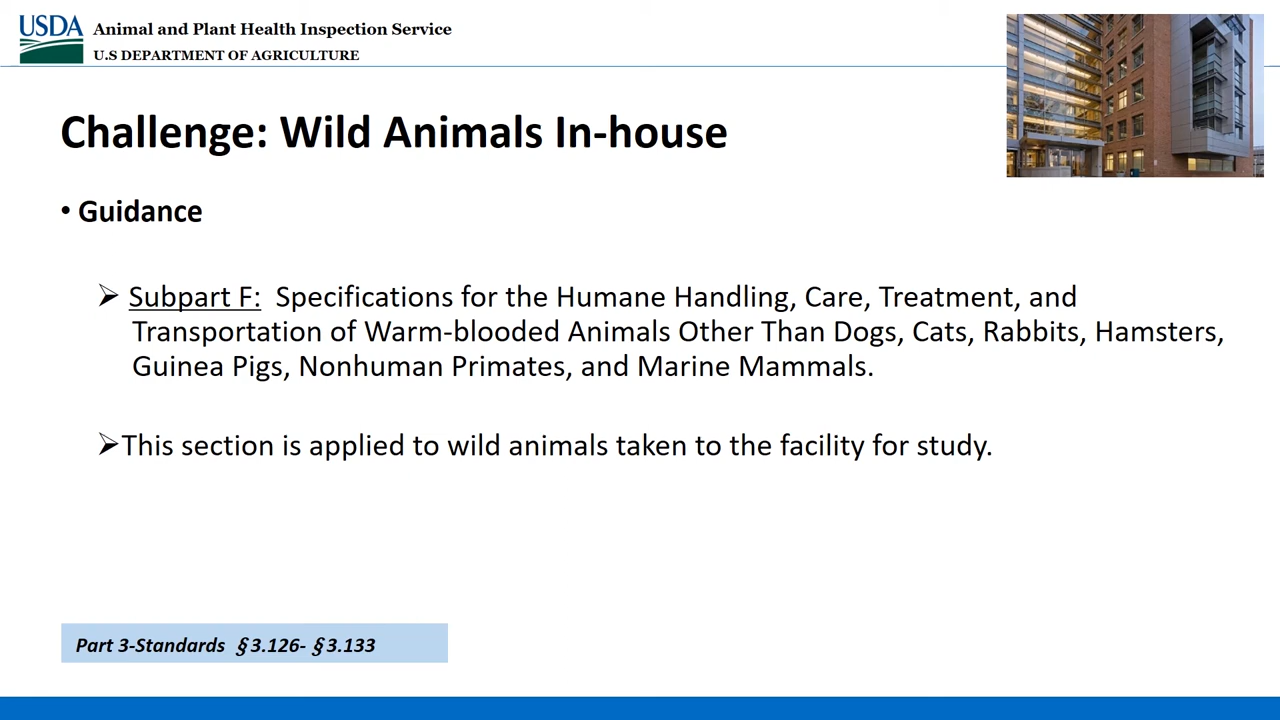 USDA
Animal and Plant Health Inspection Service
U.S DEPARTMENT OF AGRICULTURE
Challenge: Wild Animals In-house
• Guidance
➢ Subpart F: Specifications for the Humane Handling, Care, Treatment, and
Transportation of Warm-blooded Animals Other Than Dogs, Cats, Rabbits, Hamsters,
Guinea Pigs, Nonhuman Primates, and Marine Mammals.
➢This section is applied to wild animals taken to the facility for study.
Part 3-Standards §3.126- §3.133